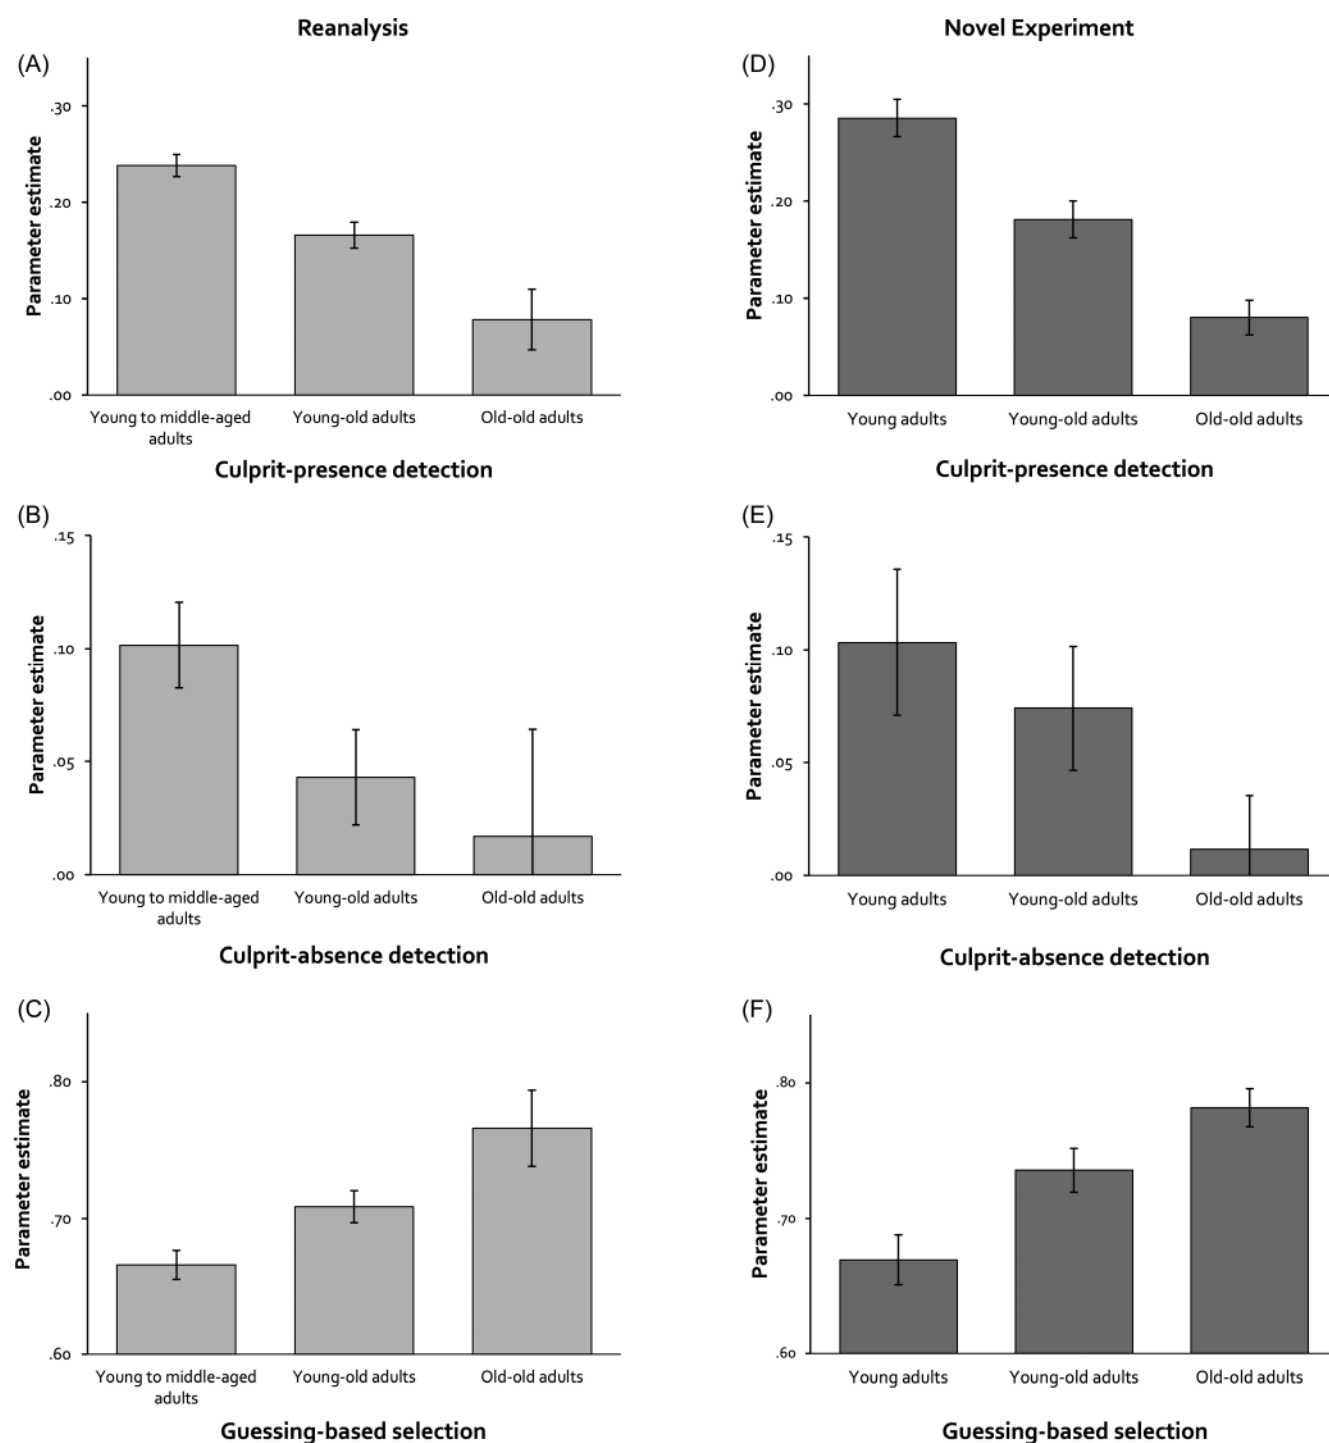 Reanalysis
(A)
Parameter estimate
.30
.20
.10
.00
Young to middle-aged
adults
Young-old adults
Old-old adults
Culprit-presence detection
(B)
Parameter estimate
.15
.10
.05
.00
Young to middle-aged
adults
Young-old adults
Old-old adults
Culprit-absence detection
(C)
Parameter estimate
.80
.70
.60
Young to middle-aged
adults
Young-old adults
Old-old adults
Guessing-based selection
Novel Experiment
(D)
Parameter estimate
.30
.20
.10
.00
Young adults
Young-old adults
Old-old adults
Culprit-presence detection
(E)
Parameter estimate
.15
.10
.05
.00
Young adults
Young-old adults
Old-old adults
Culprit-absence detection
(F)
Parameter estimate
.80
.70
.60
Young adults
Young-old adults
Old-old adults
Guessing-based selection